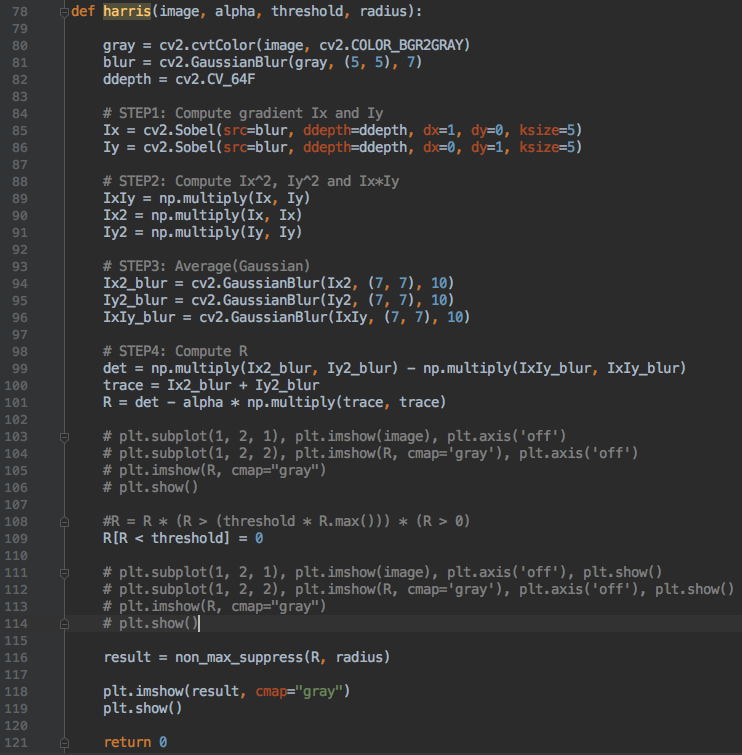 78 def harris(image, alpha, threshold, radius):
79
80 gray = cv2.cvtColor(image, cv2.COLOR_BGR2GRAY)
81 blur = cv2.GaussianBlur(gray, (5, 5), 7)
82 ddepth = cv2.CV_64F
83
84 # STEP1: Compute gradient Ix and Iy
85 Ix = cv2.Sobel(src=blur, ddepth=ddepth, dx=1, dy=0, ksize=5)
86 Iy = cv2.Sobel(src=blur, ddepth=ddepth, dx=0, dy=1, ksize=5)
87
88 # STEP2: Compute Ix^2, Iy^2 and Ix*Iy
89 IxIy = np.multiply(Ix, Iy)
90 Ix2 = np.multiply(Ix, Ix)
91 Iy2 = np.multiply(Iy, Iy)
92
93 # STEP3: Average(Gaussian)
94 Ix2_blur = cv2.GaussianBlur(Ix2, (7, 7), 10)
95 Iy2_blur = cv2.GaussianBlur(Iy2, (7, 7), 10)
96 IxIy_blur = cv2.GaussianBlur(IxIy, (7, 7), 10)
97
98 # STEP4: Compute R
99 det = np.multiply(Ix2_blur, Iy2_blur) - np.multiply(IxIy_blur, IxIy_blur)
100 trace = Ix2_blur + Iy2_blur
101 R = det - alpha * np.multiply(trace, trace)
102
103 # plt.subplot(1, 2, 1), plt.imshow(image), plt.axis('off')
104 # plt.subplot(1, 2, 2), plt.imshow(R, cmap='gray'), plt.axis('off')
105 # plt.imshow(R, cmap="gray")
106 # plt.show()
107
108 #R = R * (R > (threshold * R.max())) * (R > 0)
109 R[R < threshold] = 0
110
111 # plt.subplot(1, 2, 1), plt.imshow(image), plt.axis('off'), plt.show()
112 # plt.subplot(1, 2, 2), plt.imshow(R, cmap='gray'), plt.axis('off'), plt.show()
113 # plt.imshow(R, cmap="gray")
114 # plt.show()
115
116 result = non_max_suppress(R, radius)
117
118 plt.imshow(result, cmap="gray")
119 plt.show()
120
121 return 0